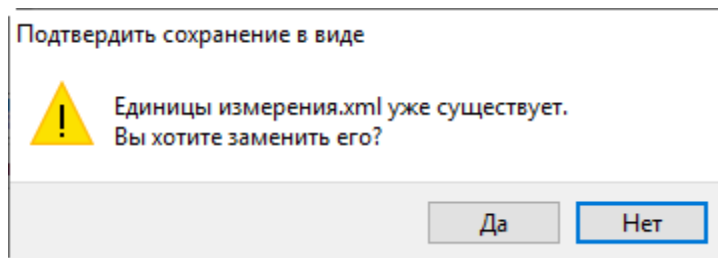 Подтвердить сохранение в виде
Единицы измерения.xml уже существует.
Вы хотите заменить его?
Да
Нет